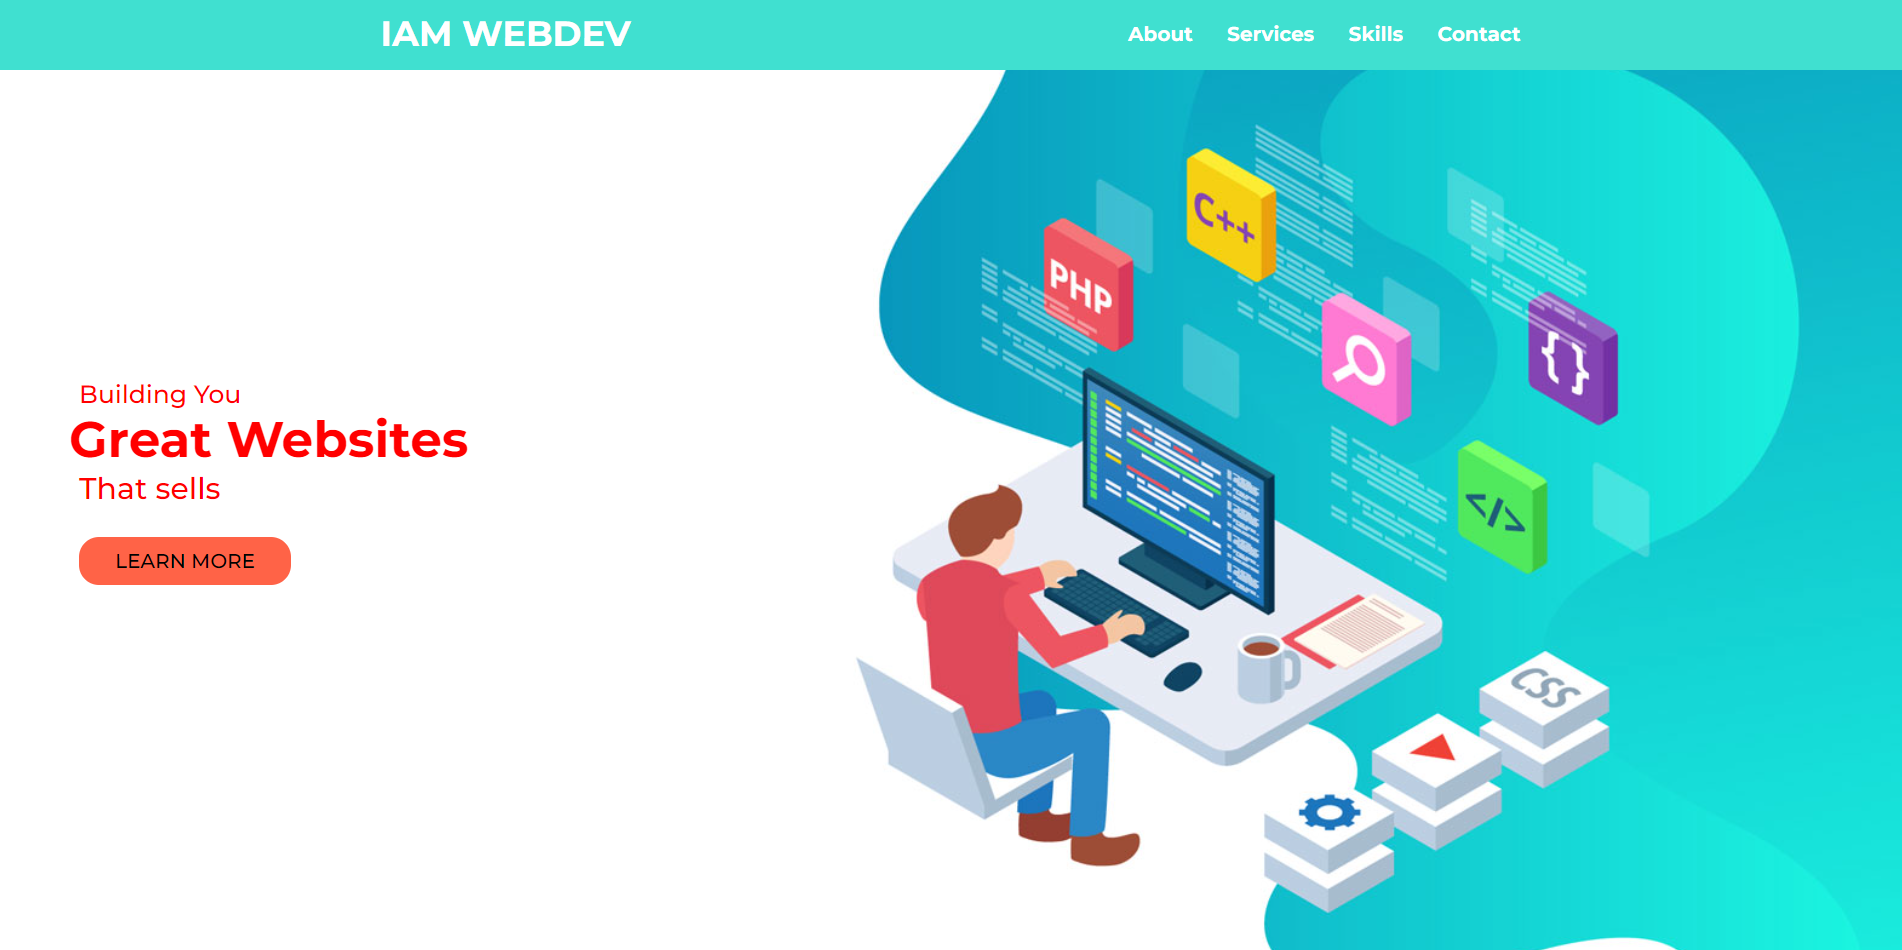 IAM WEBDEV
About Services Skills Contact
Building You
Great Websites
That sells
LEARN MORE
C++
PHP
{}
</>
CSS